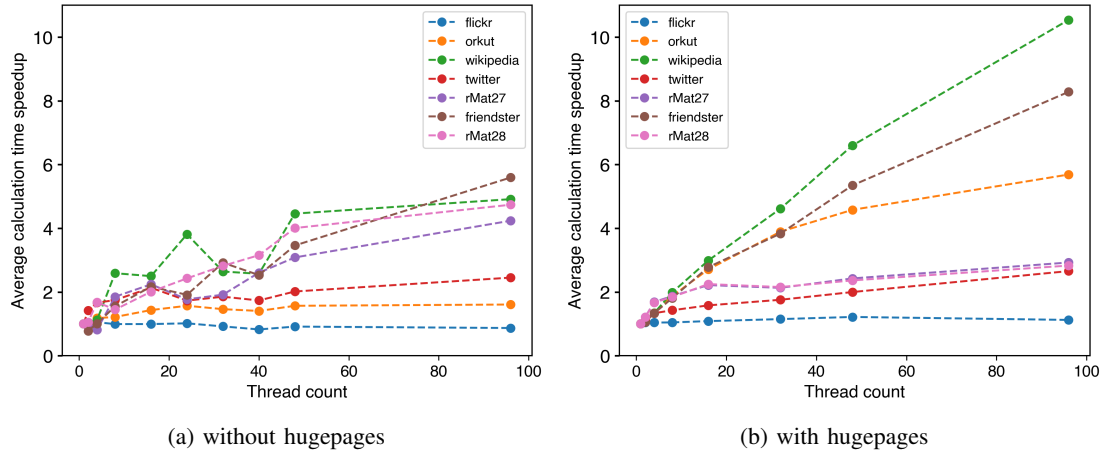 Average calculation time speedup
10
8
6
4
2
0
0
20
40
60
80
100
Thread count
flickr
orkut
wikipedia
twitter
rMat27
friendster
rMat28
(a) without hugepages
Average calculation time speedup
10
8
6
4
2
0
0
20
40
60
80
100
Thread count
flickr
orkut
wikipedia
twitter
rMat27
friendster
rMat28
(b) with hugepages